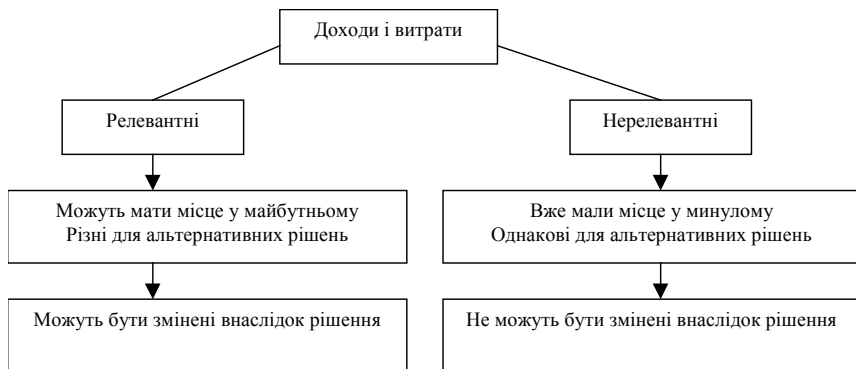 Доходи і витрати
Релевантні
Нерелевантні
Можуть мати місце у майбутньому
Різні для альтернативних рішень
Вже мали місце у минулому
Однакові для альтернативних рішень
Можуть бути змінені внаслідок рішення
Не можуть бути змінені внаслідок рішення